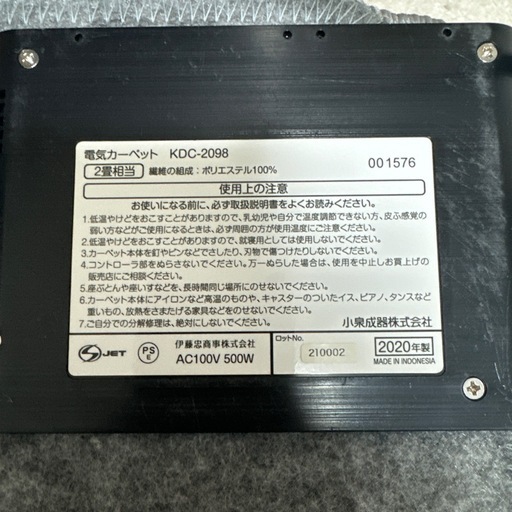 電気カーペット KDC-2098
2畳相当 繊維の組成：ポリエステル100% 001576
使用上の注意
お使いになる前に、必ず取扱説明書をよくお読みください。
1.低温やけどをおこすことがありますので、乳幼児や自分で温度調節できない方、皮ふ感覚の
弱い方などがご使用になるときは、必ず周囲の方が使用温度にご注意ください。
2.低温やけどをおこすことがありますので、就寝用としては使用しないでください。
3.カーペット本体を釘やピンなどでさしたり、刃物で傷つけたりしないでください。
4.コントローラ部をぬらさないでください。万一ぬらした場合は、使用を中止しお買上げの
販売店にご相談ください。
5.座ぶとんや座いすなどを、長時間同じ場所に置かないでください。
6.カーペット本体にアイロンなど高温のものや、キャスターのついたイス、ピアノ、タンスなど
重いもの、放熱をさまたげる家具などをのせないでください。
7.ご自分での分解修理は、絶対にしないでください。 小泉成器株式会社
S JET PS E 伊藤忠商事株式会社 ロットNo. 2020年製
AC100V 500W 210002 MADE IN INDONESIA